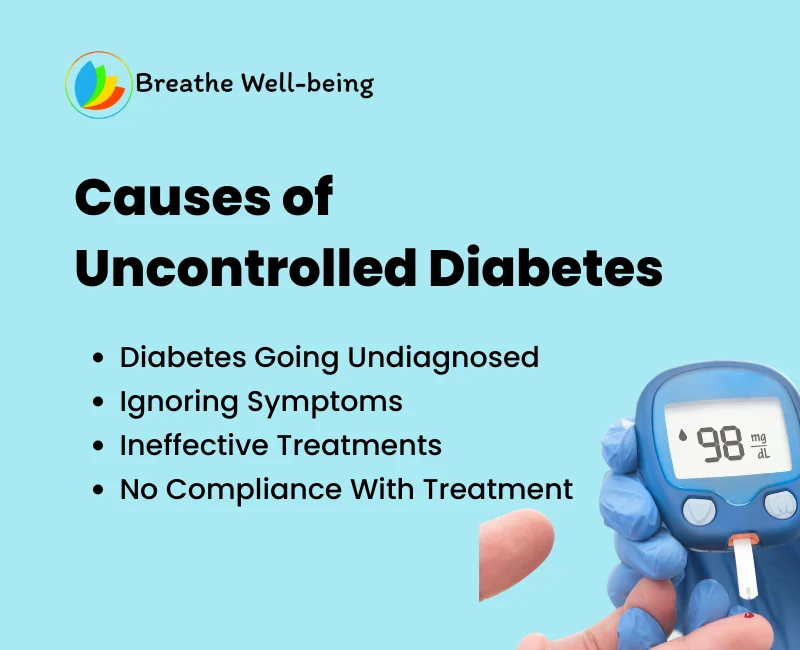 Breathe Well-being
Causes of
Uncontrolled Diabetes
• Diabetes Going Undiagnosed
• Ignoring Symptoms
• Ineffective Treatments
• No Compliance With Treatment
98 mg
dL